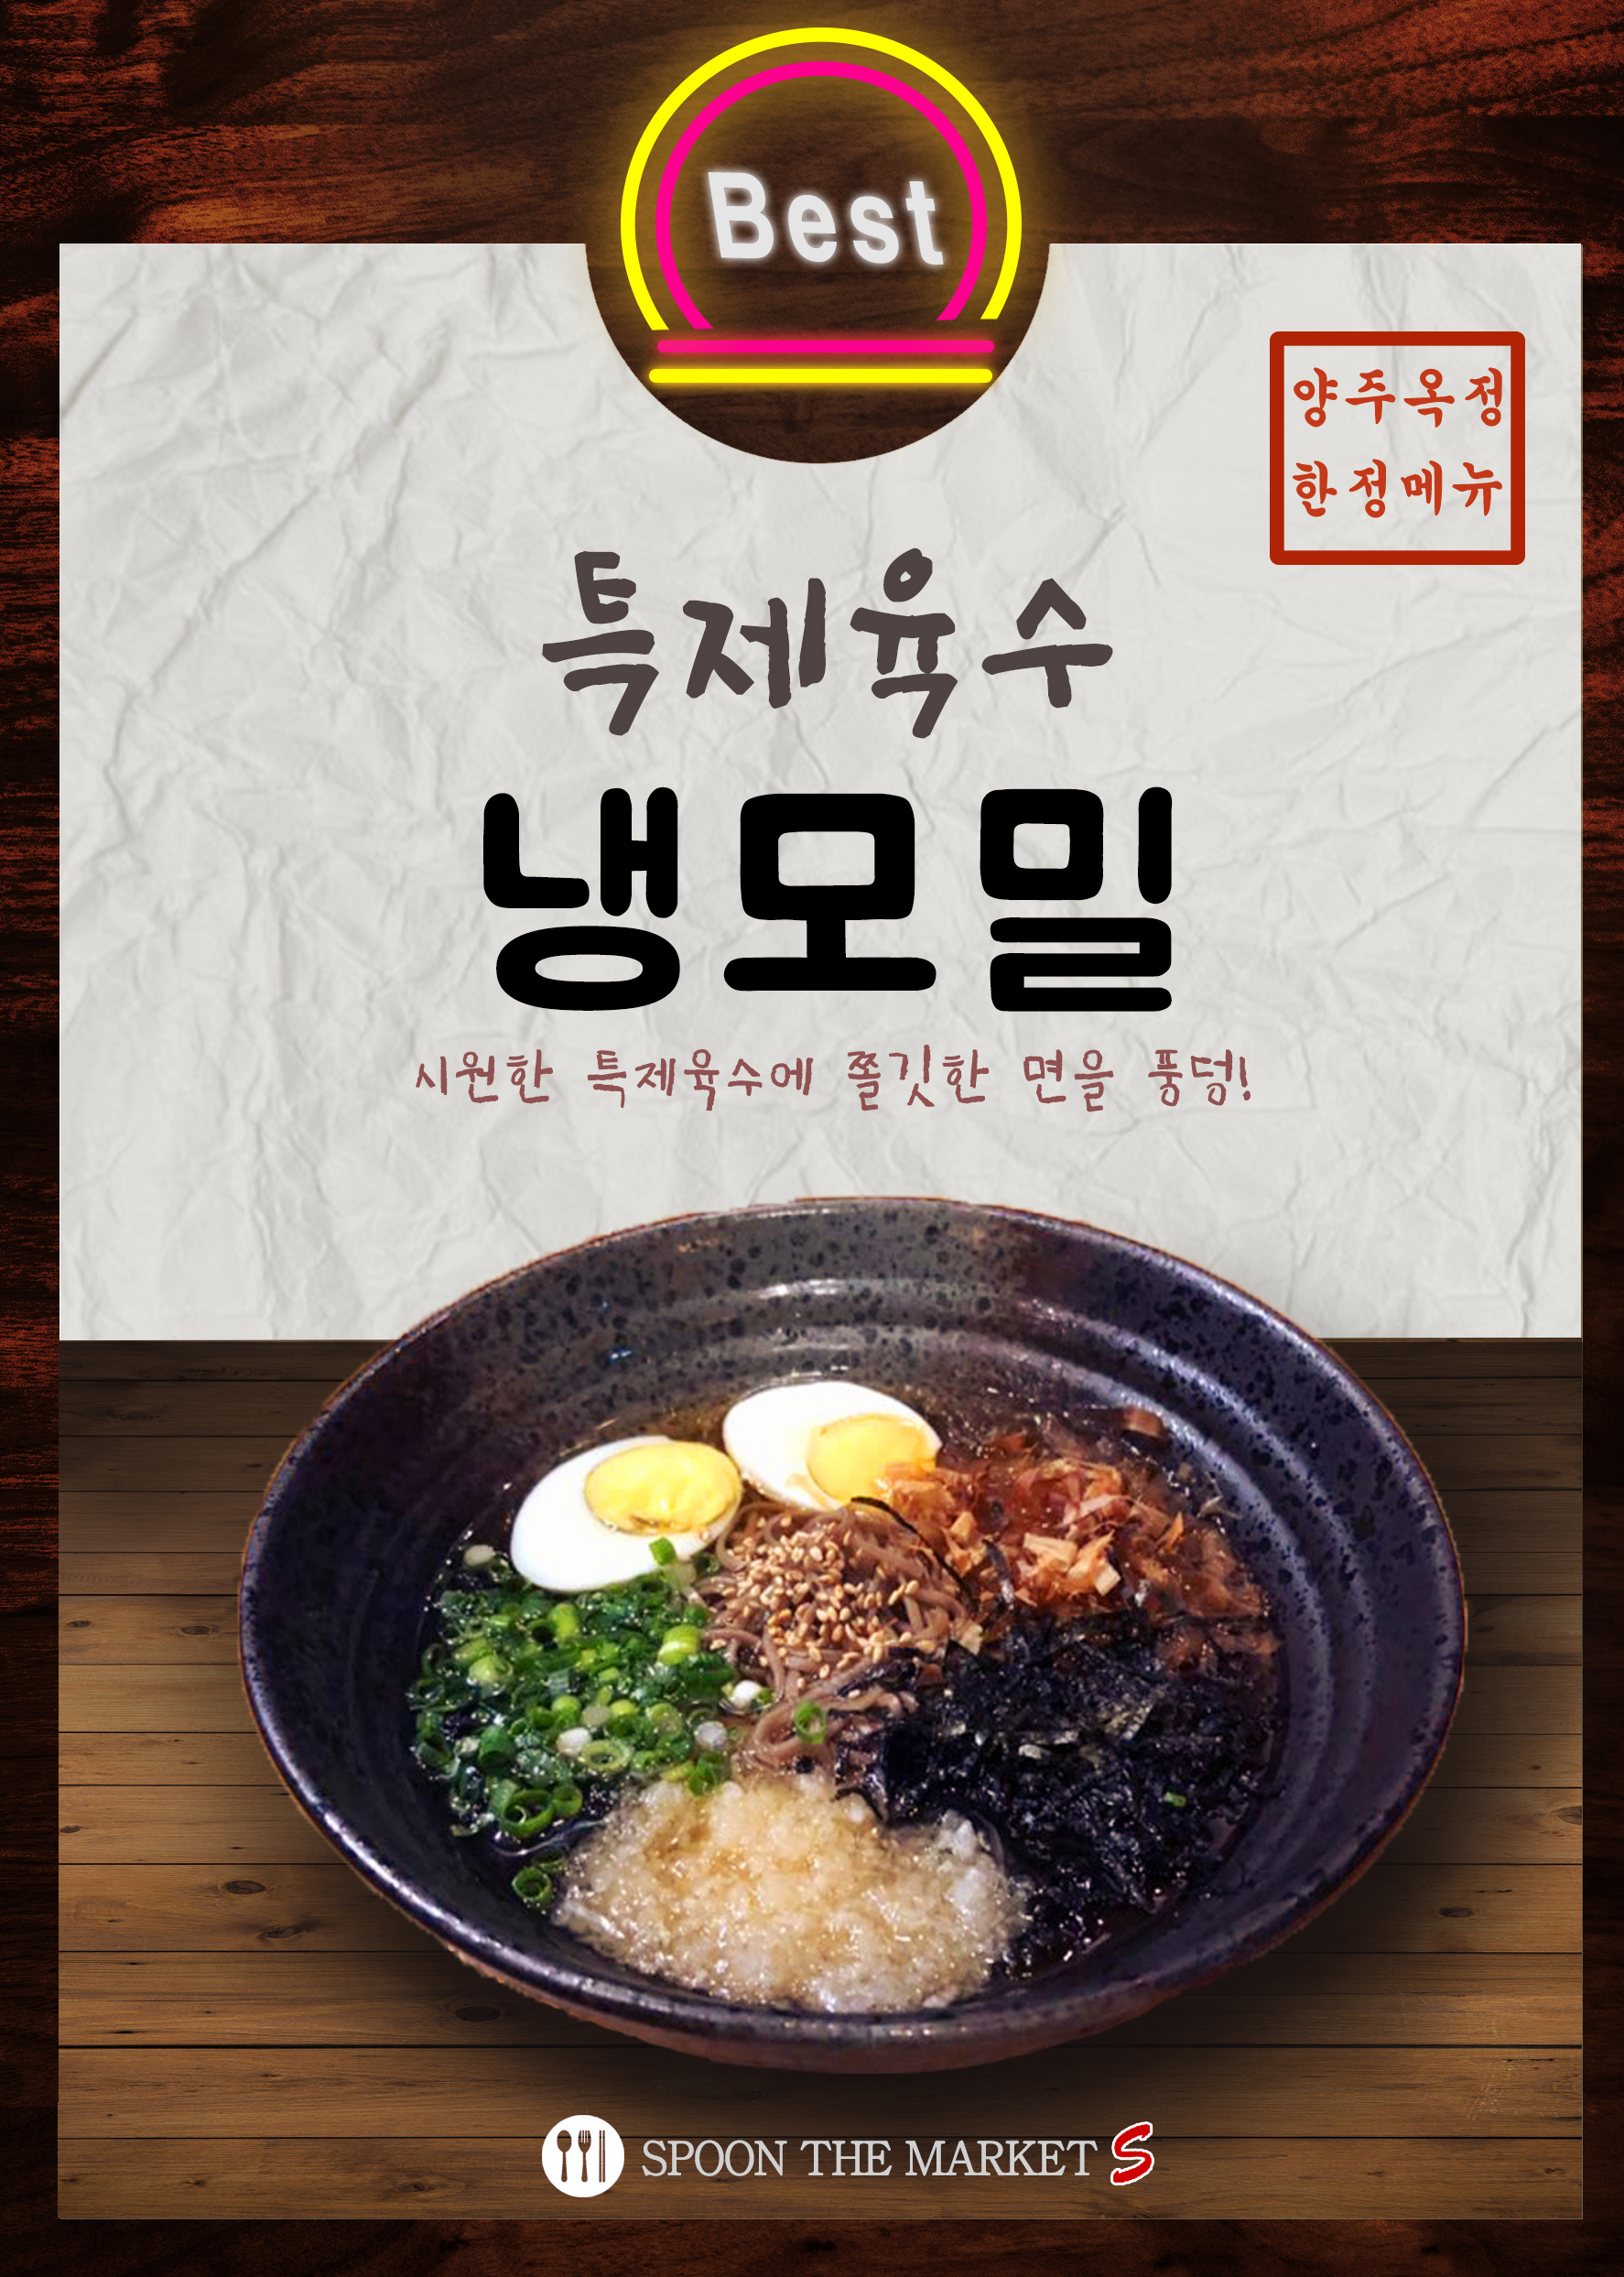 Best
양주옥정
한정메뉴
특제육수
냉모밀
시원한 특제육수에 쫄깃한 면을 풍덩!
SPOON THE MARKET S